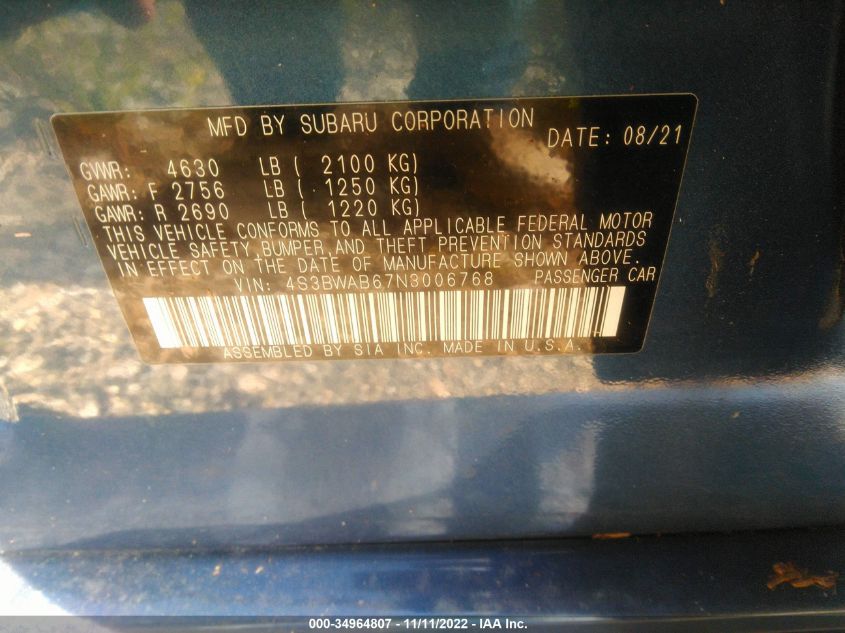 MFD BY SUBARU CORPORATION DATE: 08/21
GVWR: 4630 LB ( 2100 KG)
GAWR: F 2756 LB ( 1250 KG)
GAWR: R 2690 LB ( 1220 KG)
THIS VEHICLE CONFORMS TO ALL APPLICABLE FEDERAL MOTOR
VEHICLE SAFETY, BUMPER, AND THEFT PREVENTION STANDARDS
IN EFFECT ON THE DATE OF MANUFACTURE SHOWN ABOVE.
VIN: 4S3BWAB67N3006768 PASSENGER CAR
ASSEMBLED BY SIA INC. MADE IN U.S.A.
000-34964807 - 11/11/2022 - IAA Inc.